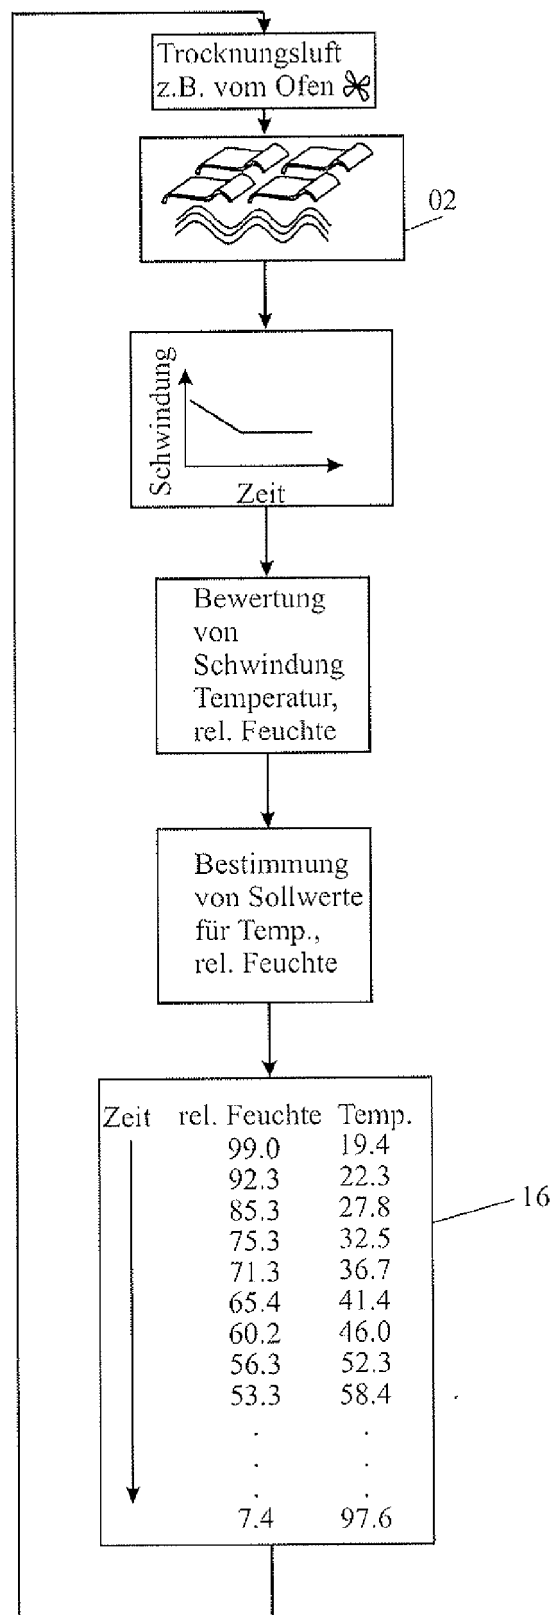 Trocknungsluft
z.B. vom Ofen
02
Schwindung
Zeit
Bewertung
von
Schwindung
Temperatur,
rel. Feuchte
Bestimmung
von Sollwerte
für Temp.,
rel. Feuchte
Zeit rel. Feuchte Temp.
99.0 19.4
92.3 22.3
85.3 27.8
75.3 32.5
16
71.3 36.7
65.4 41.4
60.2 46.0
56.3 52.3
53.3 58.4
. .
. .
. .
7.4 97.6